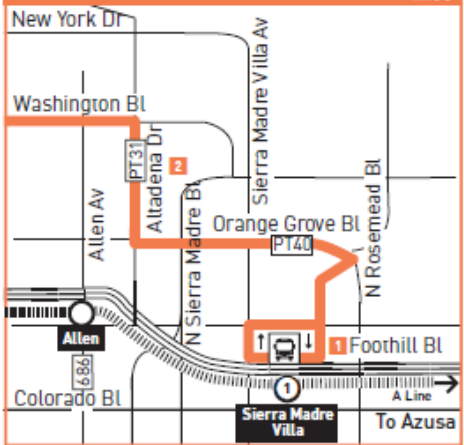 New York Dr
Washington Bl
PT31
Altadena Dr
2
Allen Av
N Sierra Madre Bl
Sierra Madre Villa Av
Orange Grove Bl
PT40
N Rosemead Bl
1
Foothill Bl
Allen
686
Colorado Bl
1
A Line
Sierra Madre
Villa
To Azusa